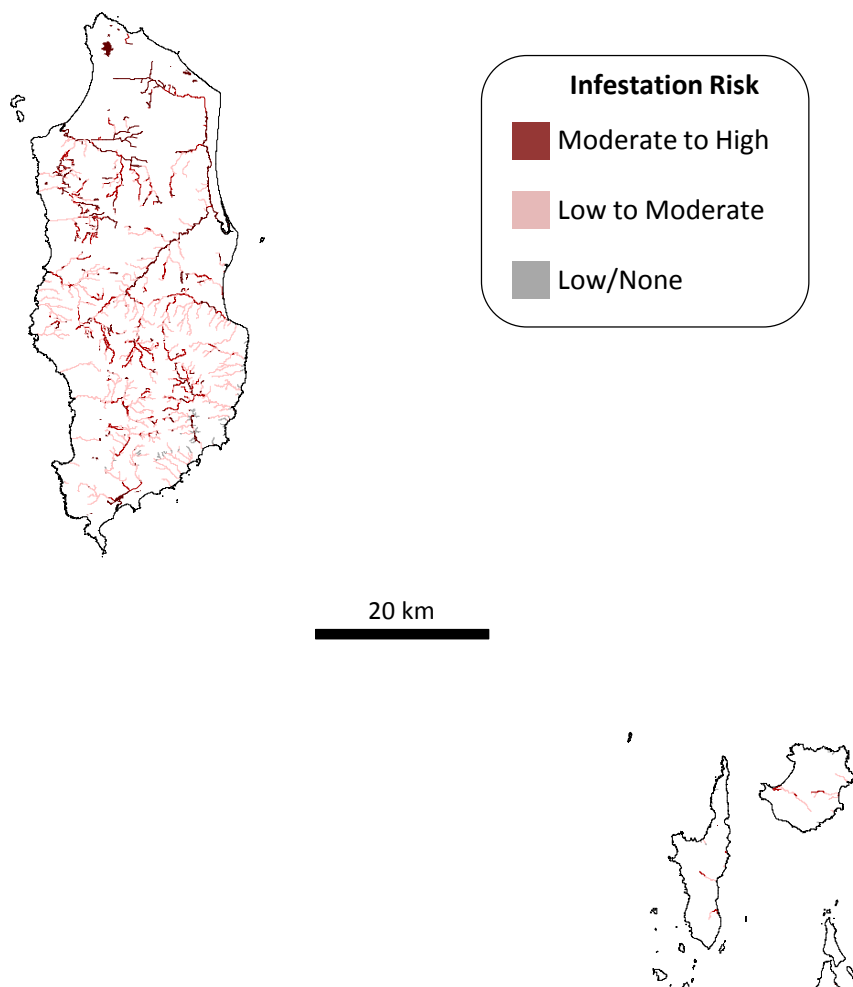 Infestation Risk
Moderate to High
Low to Moderate
Low/None
20 km